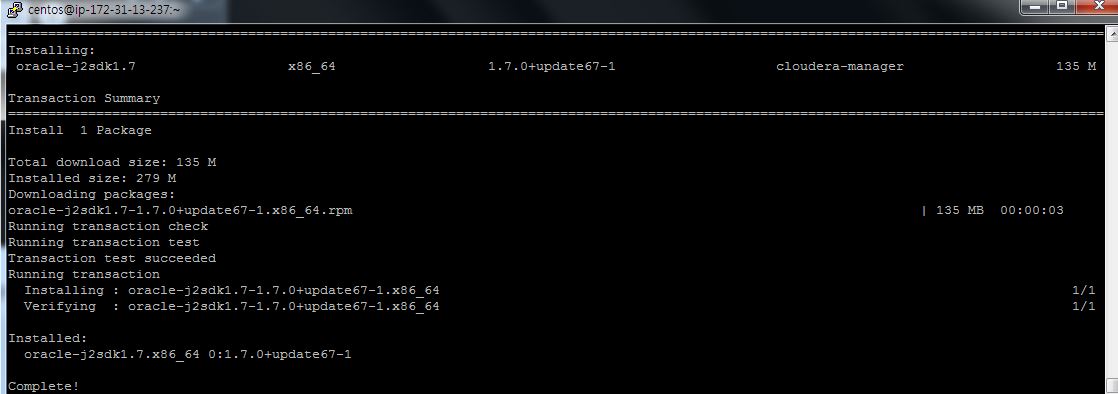 centos@ip-172-31-13-237:~
================================================================================
Installing:
oracle-j2sdk1.7 x86_64 1.7.0+update67-1 cloudera-manager 135 M
Transaction Summary
================================================================================
Install 1 Package
Total download size: 135 M
Installed size: 279 M
Downloading packages:
oracle-j2sdk1.7-1.7.0+update67-1.x86_64.rpm | 135 MB 00:00:03
Running transaction check
Running transaction test
Transaction test succeeded
Running transaction
Installing : oracle-j2sdk1.7-1.7.0+update67-1.x86_64 1/1
Verifying : oracle-j2sdk1.7-1.7.0+update67-1.x86_64 1/1
Installed:
oracle-j2sdk1.7.x86_64 0:1.7.0+update67-1
Complete!